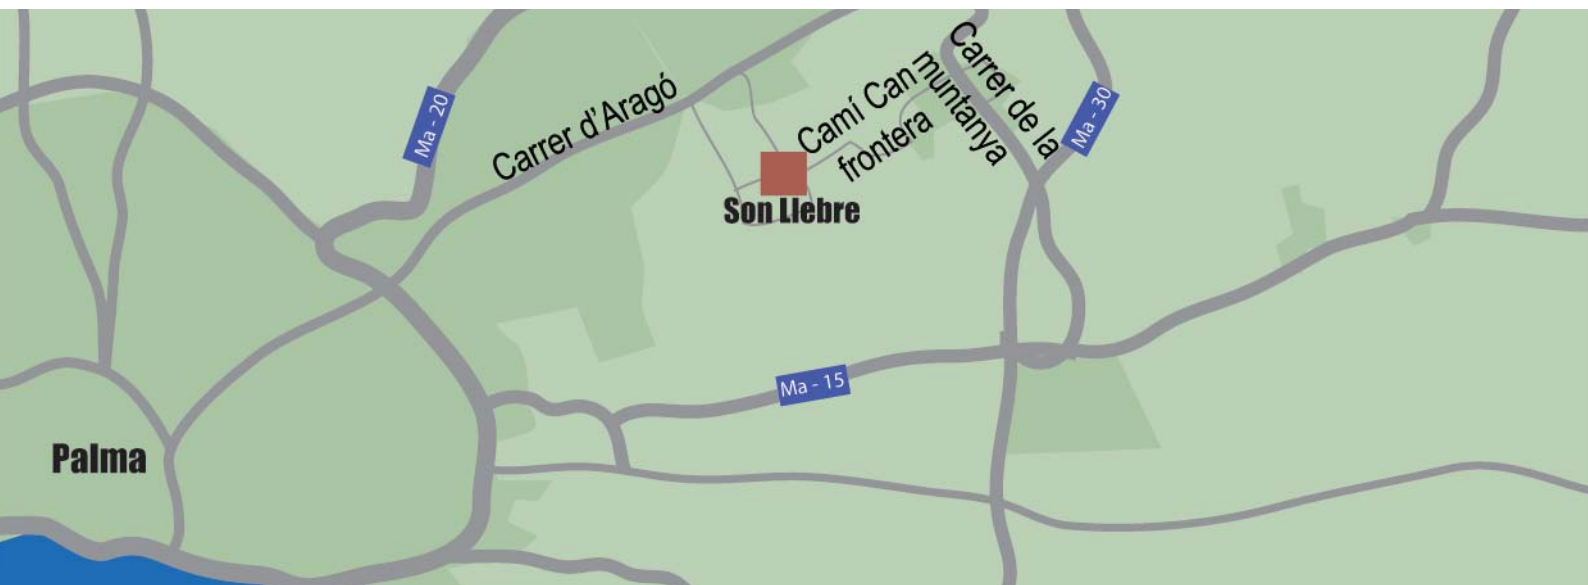 Ma - 20
Carrer d'Aragó
Camí Can
frontera
Carrer de la
muntanya
Ma - 30
Son Llebre
Ma - 15
Palma